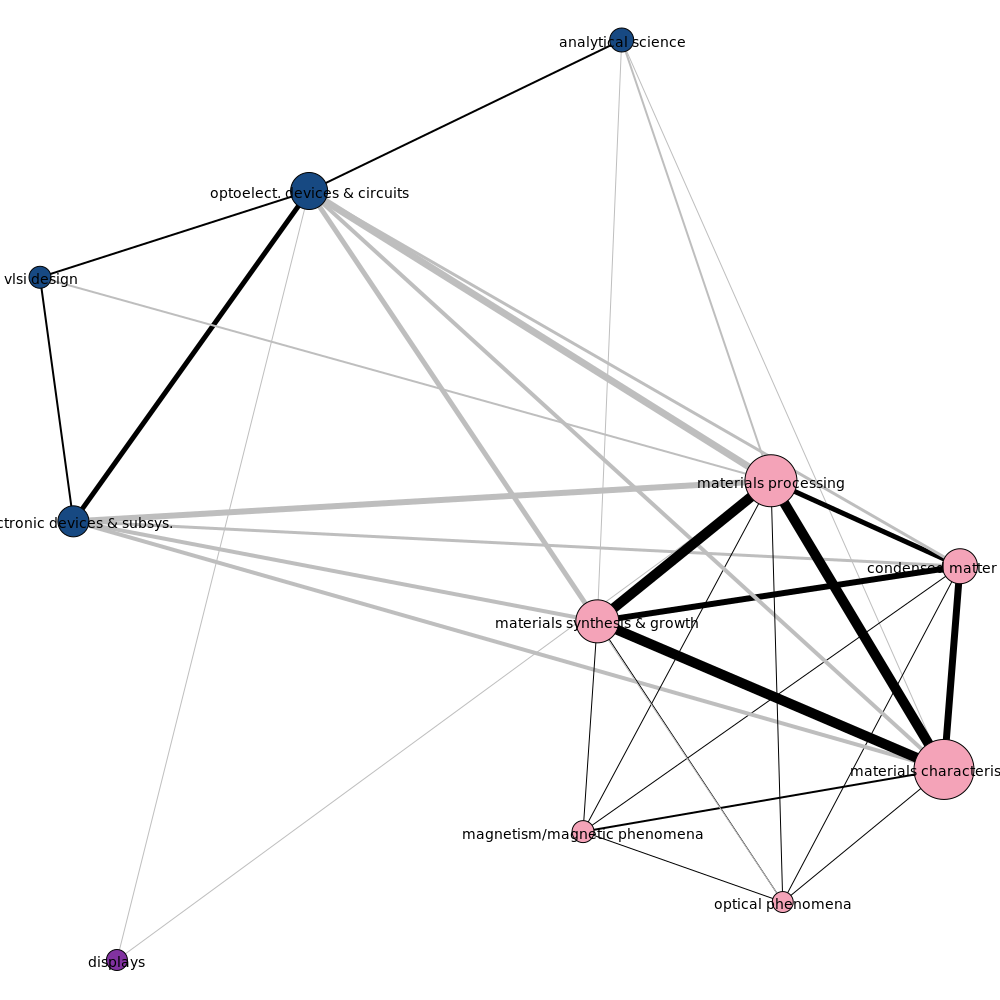 analytical science
optoelect. devices & circuits
vlsi design
materials processing
ctronic devices & subsys.
condensed matter
materials synthesis & growth
materials characteris
magnetism/magnetic phenomena
optical phenomena
displays